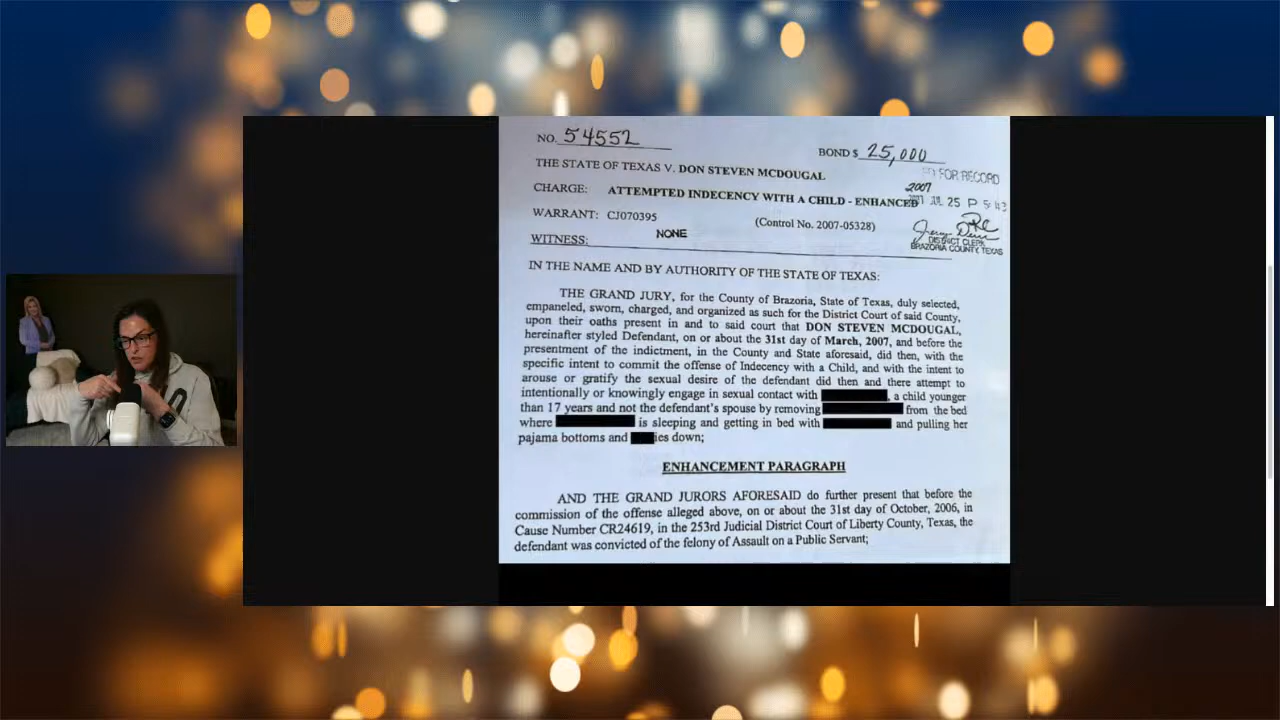 NO. 54552
BOND $ 25,000
THE STATE OF TEXAS V. DON STEVEN MCDOUGAL
FOR RECORD
CHARGE: ATTEMPTED INDECENCY WITH A CHILD - ENHANCED
2007
25 P 5:43
WARRANT: CJ070395 (Control No. 2007-05328)
WITNESS: NONE
DISTRICT CLERK
BRAZORIA COUNTY, TEXAS
IN THE NAME AND BY AUTHORITY OF THE STATE OF TEXAS:
THE GRAND JURY, for the County of Brazoria, State of Texas, duly selected,
empaneled, sworn, charged, and organized as such for the District Court of said County,
upon their oaths present in and to said court that DON STEVEN MCDOUGAL,
hereinafter styled Defendant, on or about the 31st day of March, 2007, and before the
presentment of the indictment, in the County and State aforesaid, did then, with the
specific intent to commit the offense of Indecency with a Child, and with the intent to
arouse or gratify the sexual desire of the defendant did then and there attempt to
intentionally or knowingly engage in sexual contact with , a child younger
than 17 years and not the defendant's spouse by removing from the bed
where is sleeping and getting in bed with and pulling her
pajama bottoms and ies down;
ENHANCEMENT PARAGRAPH
AND THE GRAND JURORS AFORESAID do further present that before the
commission of the offense alleged above, on or about the 31st day of October, 2006, in
Cause Number CR24619, in the 253rd Judicial District Court of Liberty County, Texas, the
defendant was convicted of the felony of Assault on a Public Servant;